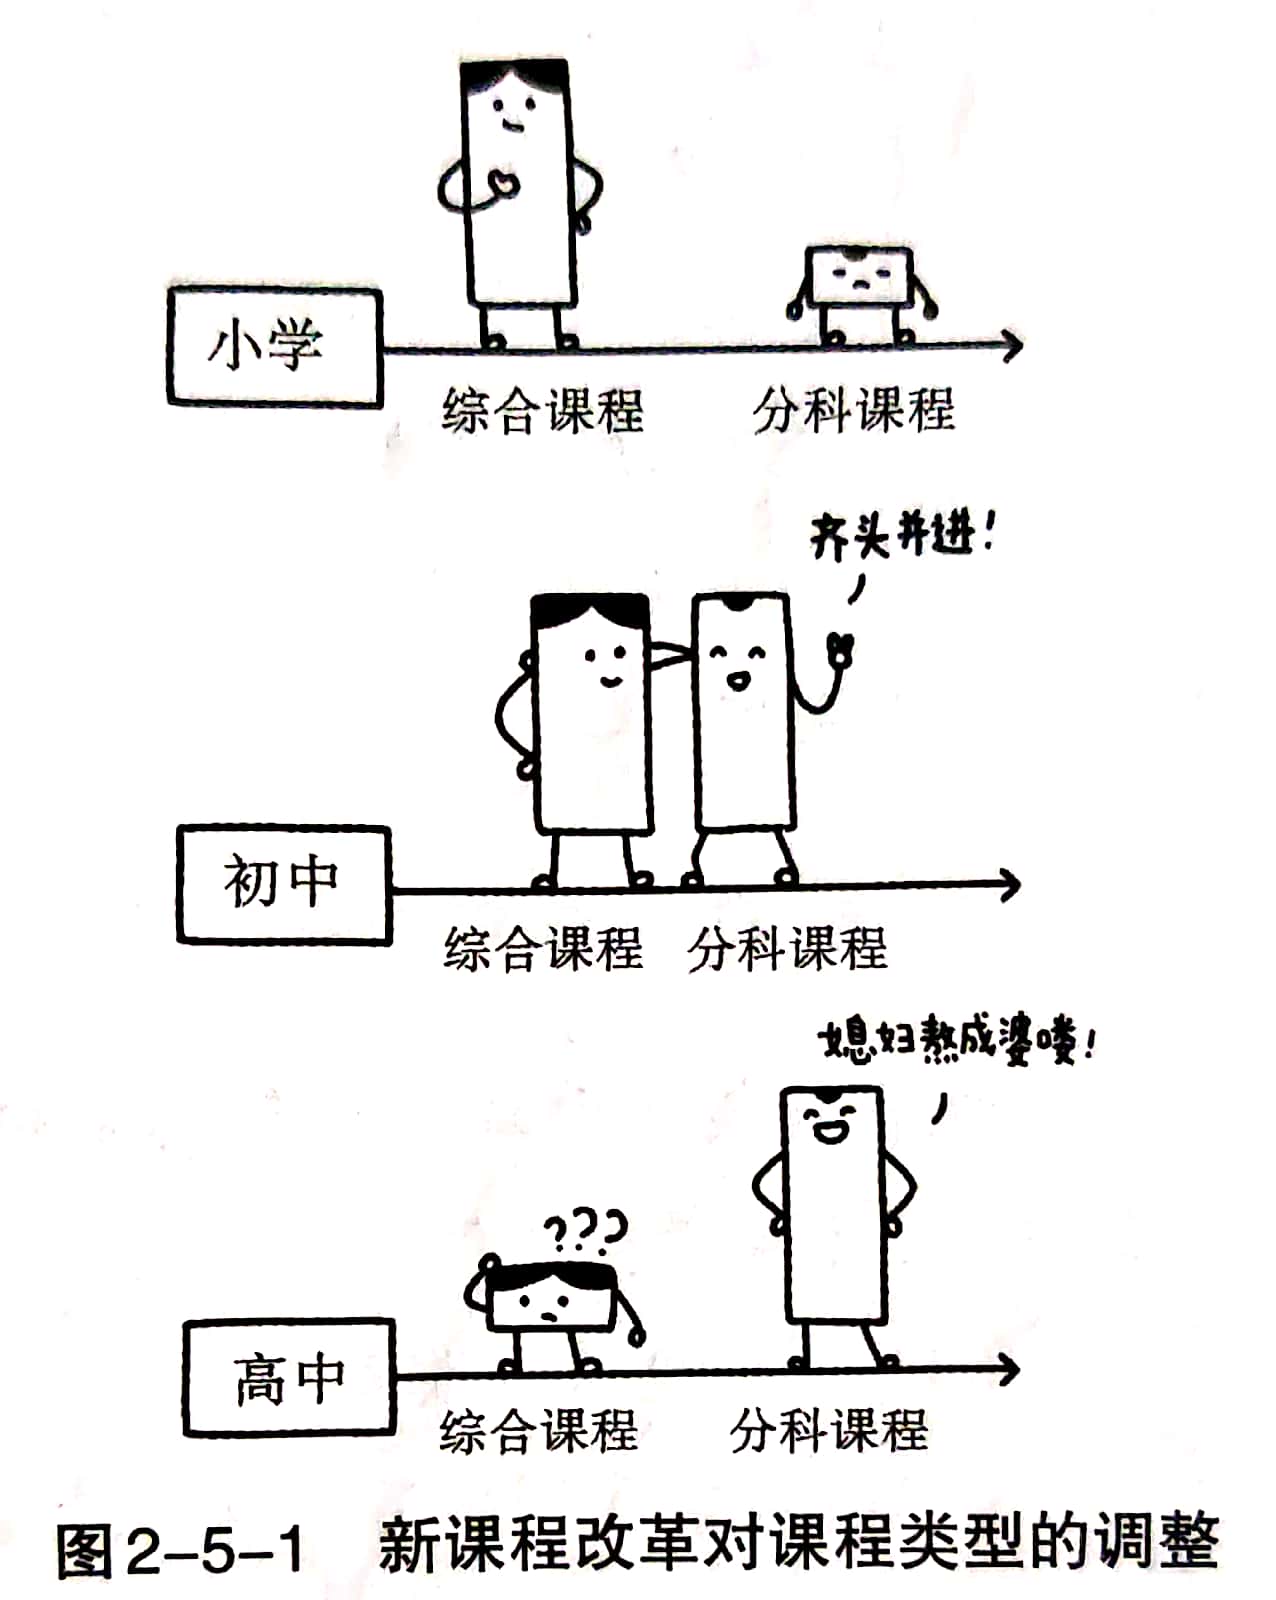 小学
综合课程 分科课程
齐头并进!
初中
综合课程 分科课程
媳妇熬成婆喽!
???
高中
综合课程 分科课程
图2-5-1 新课程改革对课程类型的调整